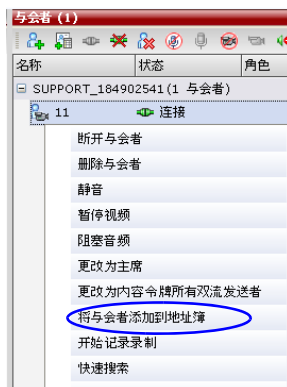 与会者 (1)
名称 状态 角色
SUPPORT_184902541(1 与会者)
11 连接
断开与会者
删除与会者
静音
暂停视频
阻塞音频
更改为主席
更改为内容令牌所有双流发送者
将与会者添加到地址簿
开始记录录制
快速搜索